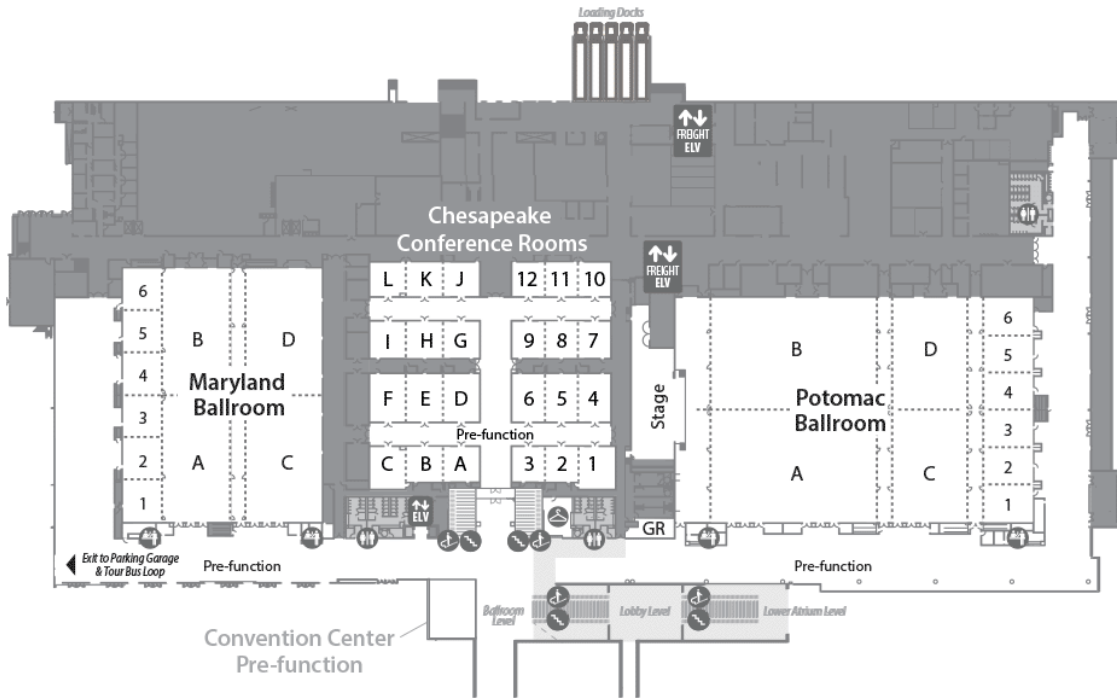 Loading Docks
FREIGHT
ELV
Chesapeake
Conference Rooms
FREIGHT
ELV
L K J 12 11 10
I H G 9 8 7
F E D 6 5 4
Pre-function
C B A 3 2 1
6
5
4
3
2
1
B D
Maryland
Ballroom
A C
Stage
B D
Potomac
Ballroom
A C
6
5
4
3
2
1
ELV
GR
Exit to Parking Garage
& Tour Bus Loop
Pre-function
Pre-function
Ballroom
Level
Lobby Level
Lower Atrium Level
Convention Center
Pre-function